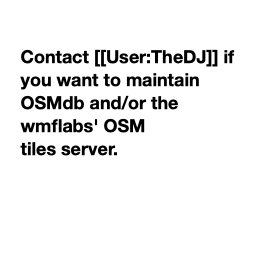 Contact [[User:TheDJ]] if
you want to maintain
OSMdb and/or the
wmflabs' OSM
tiles server.